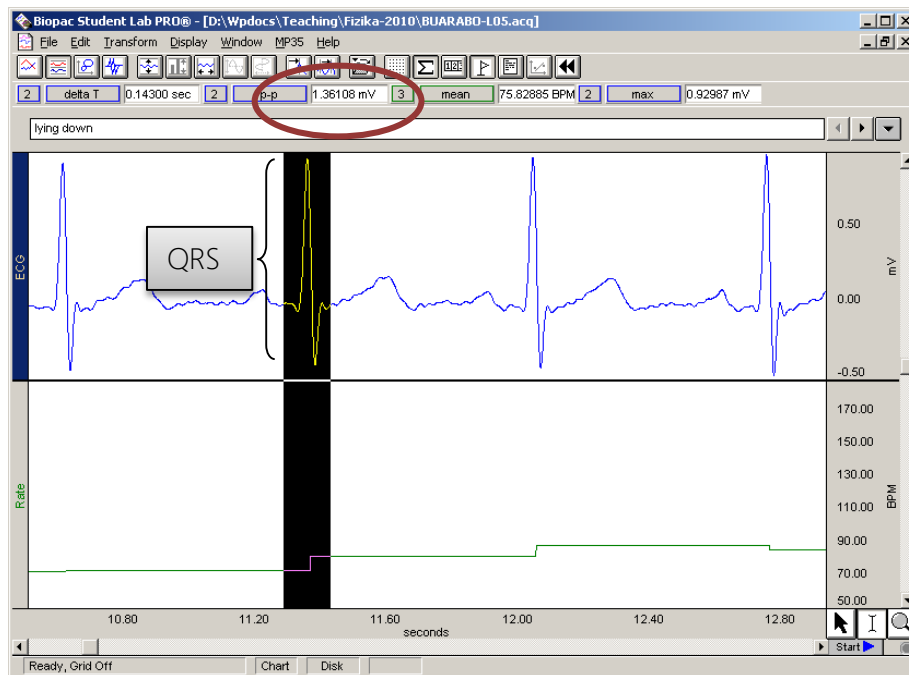 Biopac Student Lab PRO® - [D:\Wpdocs\Teaching\Fizika-2010\BUARABO-L05.acq]
File Edit Transform Display Window MP35 Help
2 delta T 0.14300 sec 2 p-p 1.36108 mV 3 mean 75.82885 BPM 2 max 0.92987 mV
lying down
ECG
QRS
0.50
0.00
-0.50
mV
Rate
170.00
150.00
130.00
110.00
90.00
70.00
50.00
BPM
10.80 11.20 11.60 12.00 12.40 12.80
seconds
Start
Ready, Grid Off Chart Disk